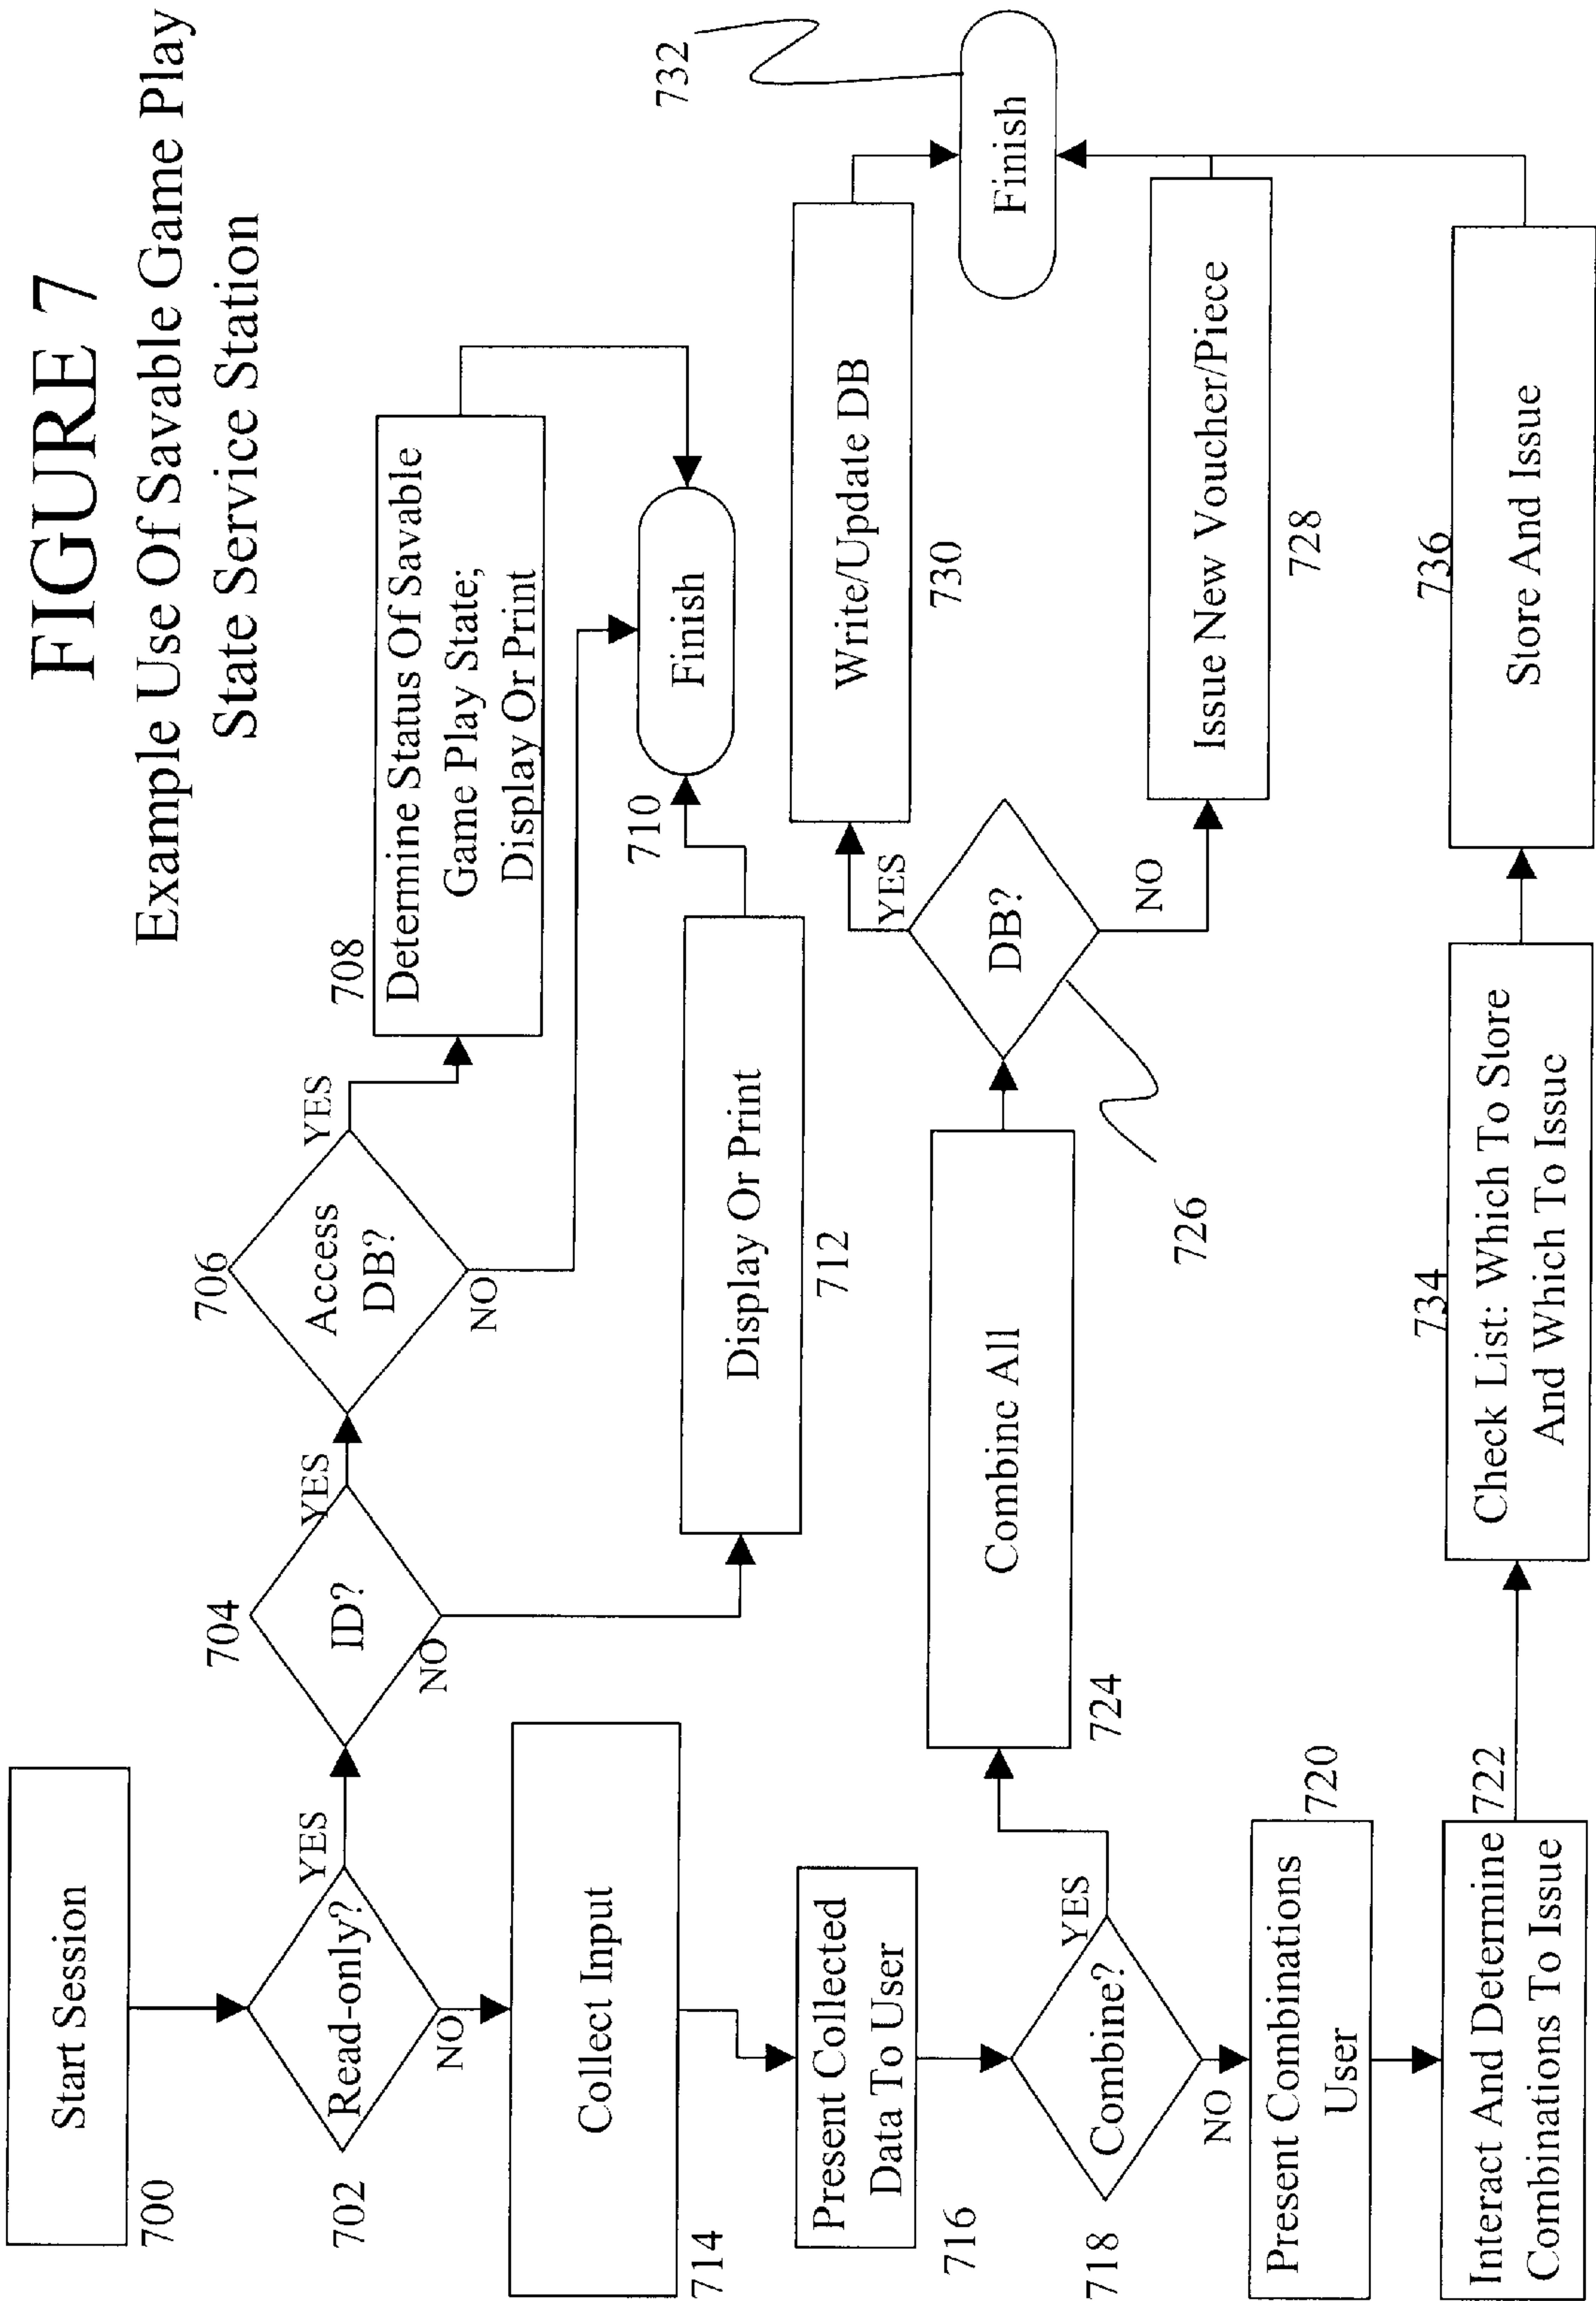 FIGURE 7
Example Use Of Savable Game Play
State Service Station
Start Session
700
Read-only?
702
YES
NO
ID?
704
YES
NO
Access
DB?
706
YES
NO
708
Determine Status Of Savable
Game Play State;
Display Or Print
Finish
710
Display Or Print
712
Collect Input
714
Present Collected
Data To User
716
Combine?
718
YES
NO
Combine All
724
DB?
726
YES
NO
Write/Update DB
730
Finish
732
Issue New Voucher/Piece
728
Present Combinations
User
720
Interact And Determine
Combinations To Issue
722
734
Check List: Which To Store
And Which To Issue
736
Store And Issue